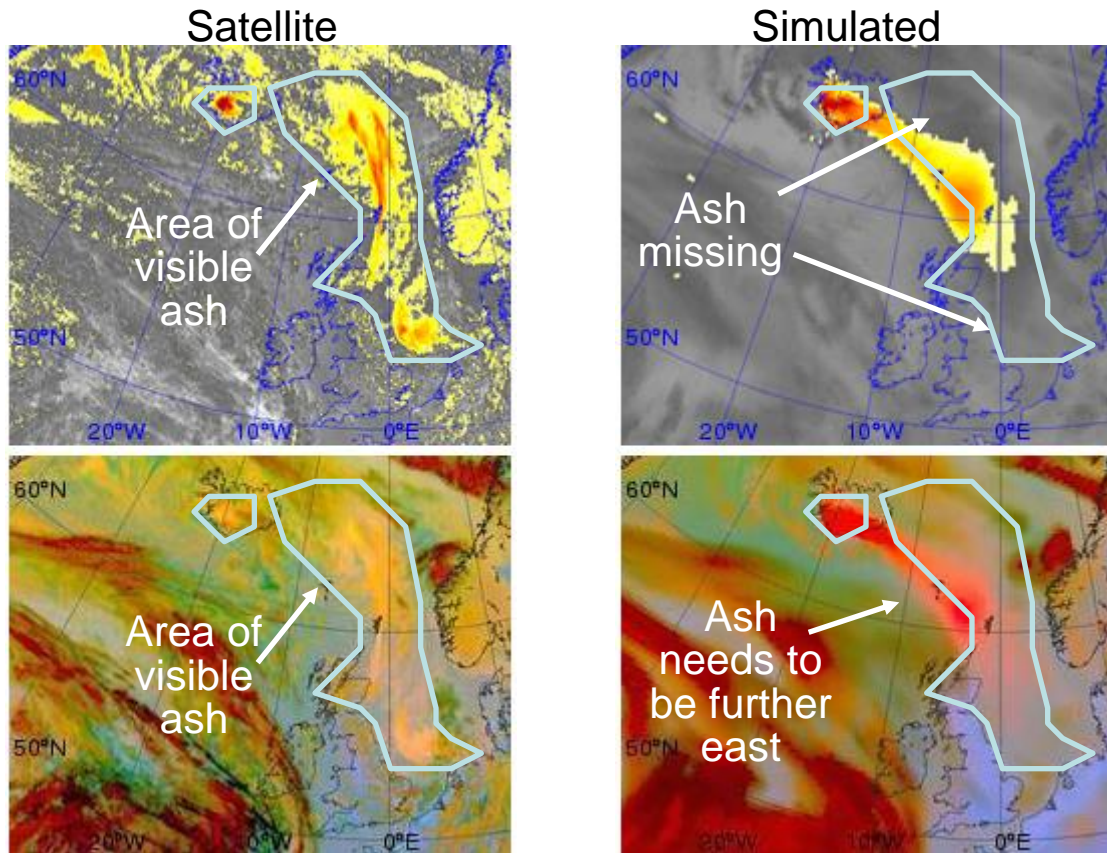 Satellite
Simulated
60°N
50°N
20°W
10°W
0°E
Area of
visible
ash
60°N
50°N
20°W
10°W
0°E
Ash
missing
60°N
50°N
20°W
10°W
0°E
Area of
visible
ash
60°N
50°N
20°W
10°W
0°E
Ash
needs to
be further
east